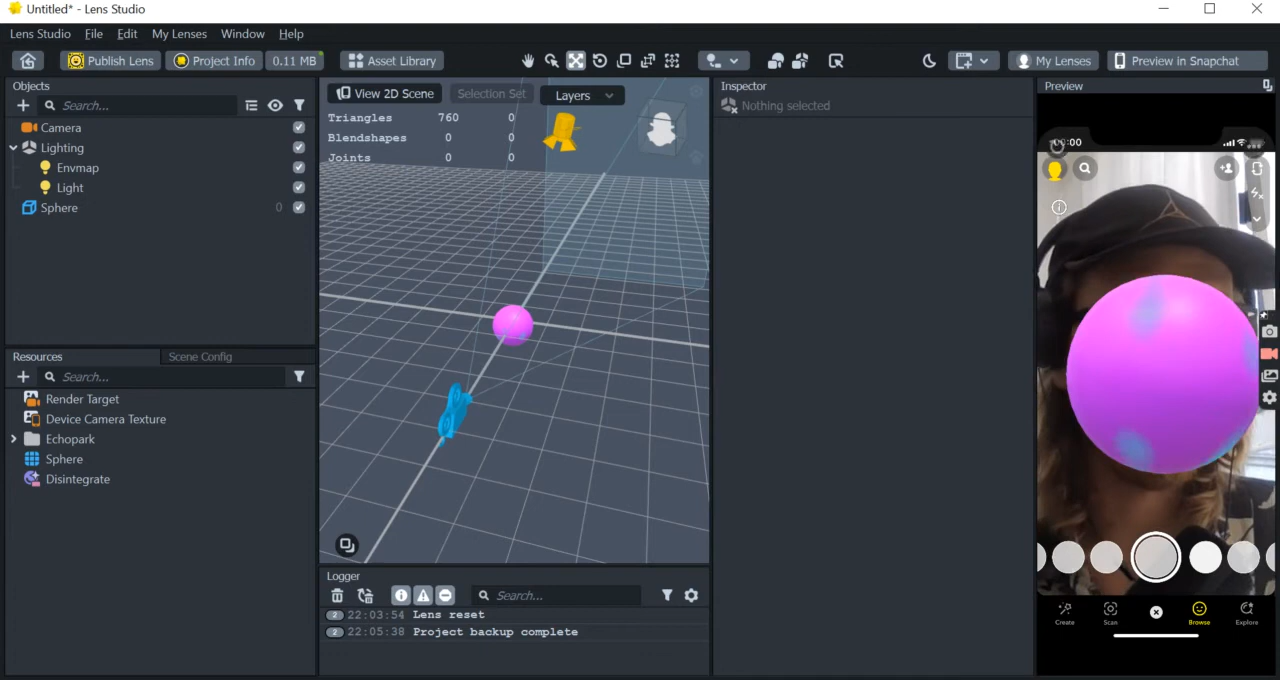 Untitled* - Lens Studio
Lens Studio File Edit My Lenses Window Help
Publish Lens Project Info 0.11 MB Asset Library My Lenses Preview in Snapchat
Objects
Search...
Camera
Lighting
Envmap
Light
Sphere 0
Resources Scene Config
Search...
Render Target
Device Camera Texture
Echopark
Sphere
Disintegrate
View 2D Scene Selection Set Layers
Triangles 760 0
Blendshapes 0 0
Joints 0 0
Logger
Search...
2 22:03:54 Lens reset
2 22:05:38 Project backup complete
Inspector
Nothing selected
Preview
Create Scan Browse Explore